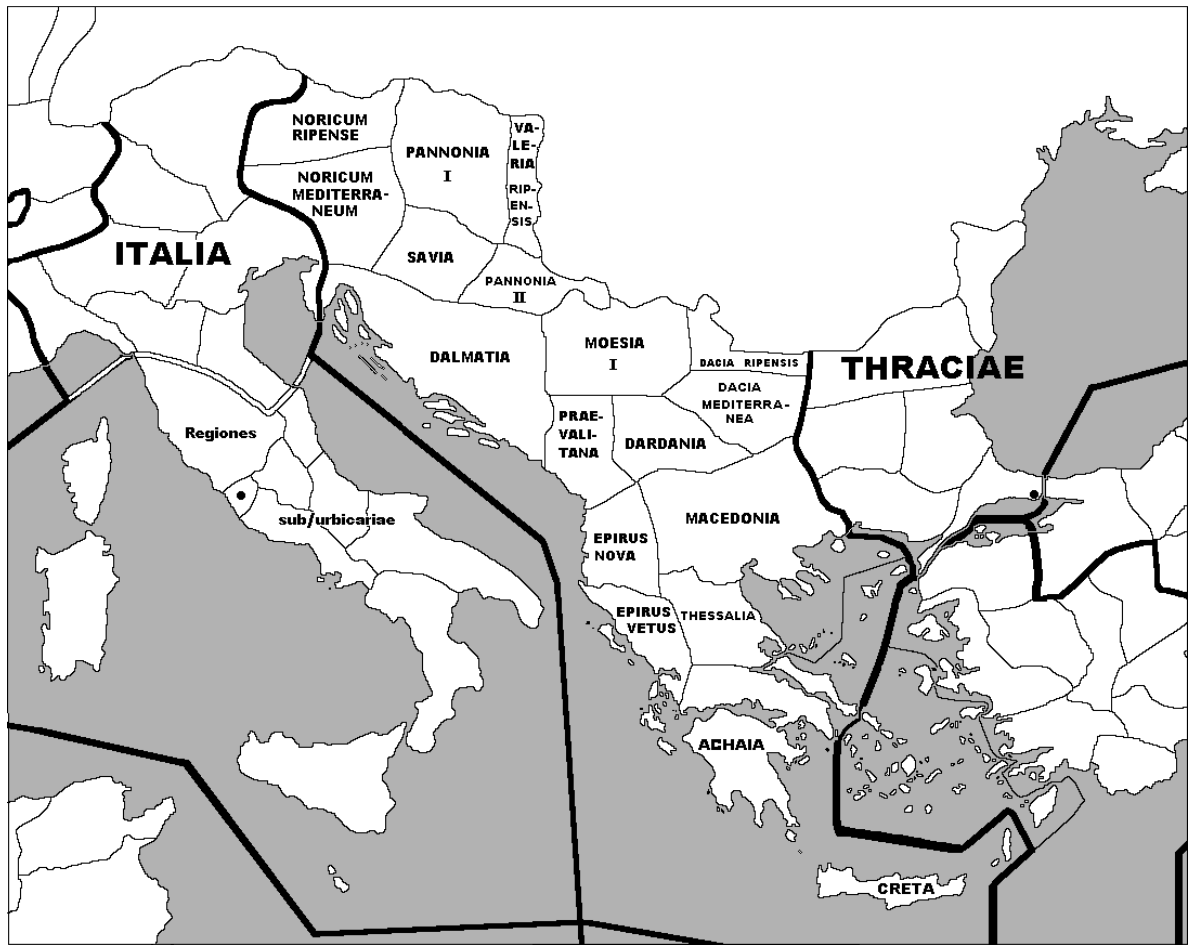 NORICUM
RIPENSE
PANNONIA
I
VA-
LE-
RIA
RIP-
EN-
SIS
NORICUM
MEDITERRA-
NEUM
ITALIA
SAVIA
PANNONIA
II
DALMATIA
MOESIA
I
DACIA RIPENSIS
DACIA
MEDITERRA-
NEA
THRACIAE
PRAE-
VALI-
TANA
DARDANIA
Regiones
sub/urbicariae
MACEDONIA
EPIRUS
NOVA
EPIRUS
VETUS
THESSALIA
ACHAIA
CRETA